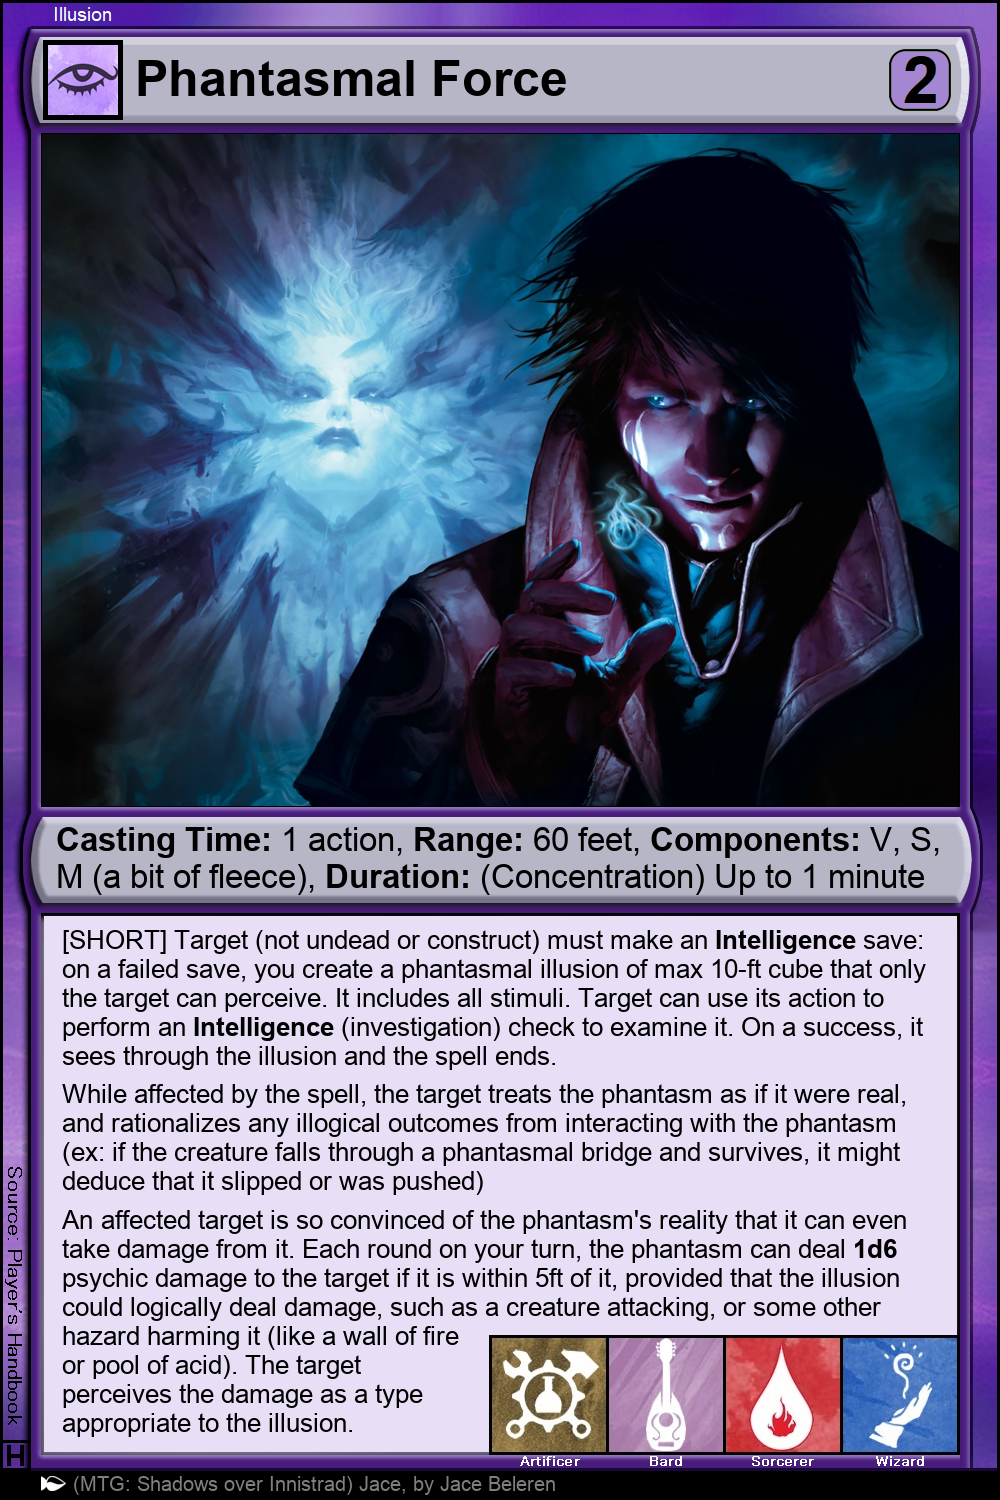 Illusion
Phantasmal Force
2
Casting Time: 1 action, Range: 60 feet, Components: V, S,
M (a bit of fleece), Duration: (Concentration) Up to 1 minute
[SHORT] Target (not undead or construct) must make an Intelligence save:
on a failed save, you create a phantasmal illusion of max 10-ft cube that only
the target can perceive. It includes all stimuli. Target can use its action to
perform an Intelligence (investigation) check to examine it. On a success, it
sees through the illusion and the spell ends.
While affected by the spell, the target treats the phantasm as if it were real,
and rationalizes any illogical outcomes from interacting with the phantasm
(ex: if the creature falls through a phantasmal bridge and survives, it might
deduce that it slipped or was pushed)
An affected target is so convinced of the phantasm's reality that it can even
take damage from it. Each round on your turn, the phantasm can deal 1d6
psychic damage to the target if it is within 5ft of it, provided that the illusion
could logically deal damage, such as a creature attacking, or some other
hazard harming it (like a wall of fire
or pool of acid). The target
perceives the damage as a type
appropriate to the illusion.
Artificer
Bard
Sorcerer
Wizard
Source: Player's Handbook
H
(MTG: Shadows over Innistrad) Jace, by Jace Beleren